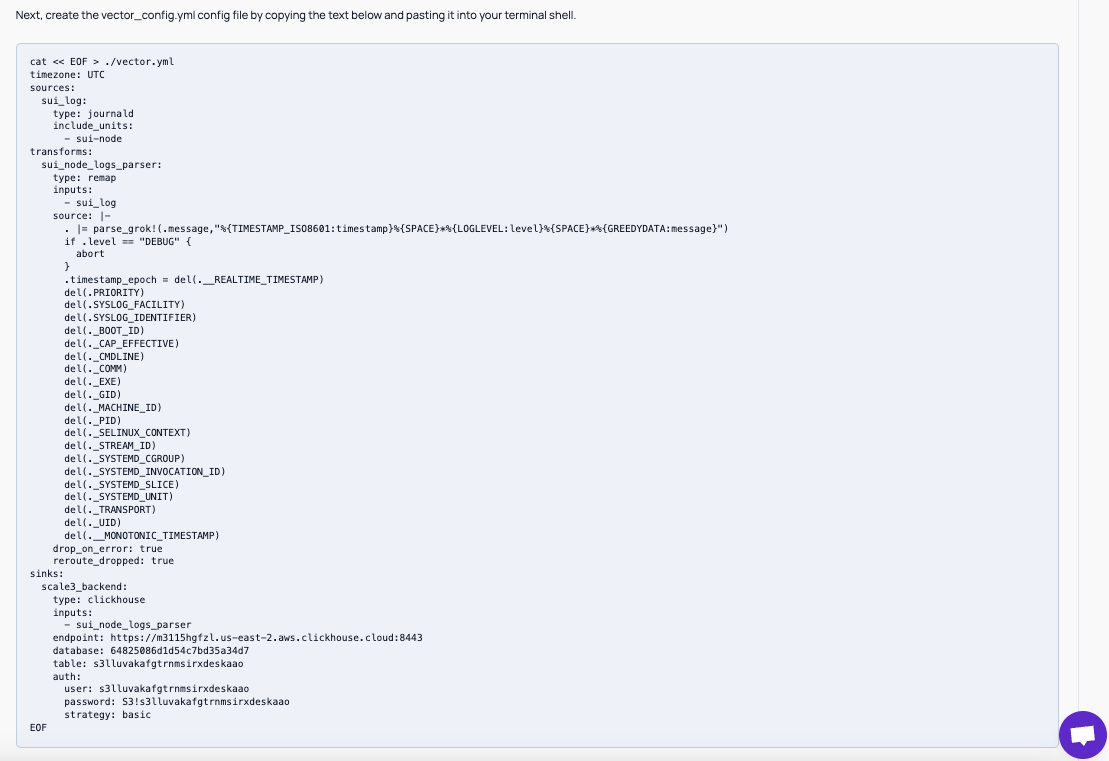 Next, create the vector_config.yml config file by copying the text below and pasting it into your terminal shell.
cat << EOF > ./vector.yml
timezone: UTC
sources:
  sui_log:
    type: journald
    include_units:
      - sui-node
transforms:
  sui_node_logs_parser:
    type: remap
    inputs:
      - sui_log
    source: |-
      . |= parse_grok!(.message,"%{TIMESTAMP_ISO8601:timestamp}%{SPACE}*%{LOGLEVEL:level}%{SPACE}*%{GREEDYDATA:message}")
      if .level == "DEBUG" {
        abort
      }
      .timestamp_epoch = del(.__REALTIME_TIMESTAMP)
      del(.PRIORITY)
      del(.SYSLOG_FACILITY)
      del(.SYSLOG_IDENTIFIER)
      del(._BOOT_ID)
      del(._CAP_EFFECTIVE)
      del(._CMDLINE)
      del(._COMM)
      del(._EXE)
      del(._GID)
      del(._MACHINE_ID)
      del(._PID)
      del(._SELINUX_CONTEXT)
      del(._STREAM_ID)
      del(._SYSTEMD_CGROUP)
      del(._SYSTEMD_INVOCATION_ID)
      del(._SYSTEMD_SLICE)
      del(._SYSTEMD_UNIT)
      del(._TRANSPORT)
      del(._UID)
      del(.__MONOTONIC_TIMESTAMP)
    drop_on_error: true
    reroute_dropped: true
sinks:
  scale3_backend:
    type: clickhouse
    inputs:
      - sui_node_logs_parser
    endpoint: https://m3115hgfzl.us-east-2.aws.clickhouse.cloud:8443
    database: 64825086d1d54c7bd35a34d7
    table: s3lluvakafgtrnmsirxdeskaao
    auth:
      user: s3lluvakafgtrnmsirxdeskaao
      password: S3!s3lluvakafgtrnmsirxdeskaao
      strategy: basic
EOF